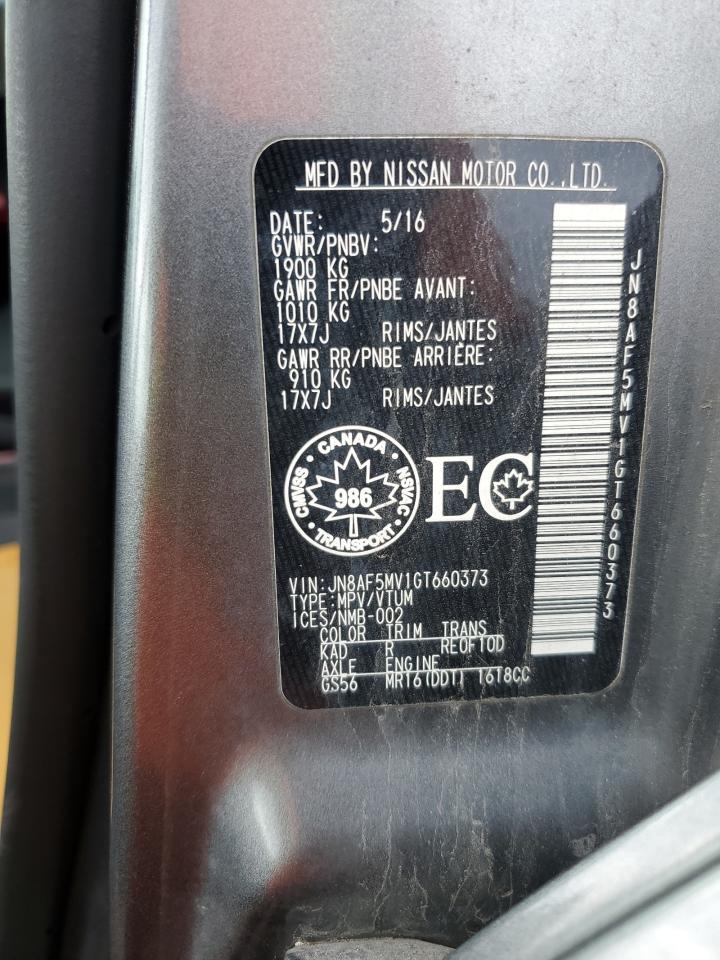 MFD BY NISSAN MOTOR CO.,LTD.
DATE: 5/16
GVWR/PNBV:
1900 KG
GAWR FR/PNBE AVANT:
1010 KG
17X7J RIMS/JANTES
GAWR RR/PNBE ARRIÈRE:
910 KG
17X7J RIMS/JANTES
CANADA
CMVSS NSVAC
986
TRANSPORT
EC
VIN:JN8AF5MV1GT660373
TYPE:MPV/VTUM
ICES/NMB-002
COLOR TRIM TRANS
KAD R RE0F10D
AXLE ENGINE
GS56 MR16(DDT) 1618CC
JN8AF5MV1GT660373